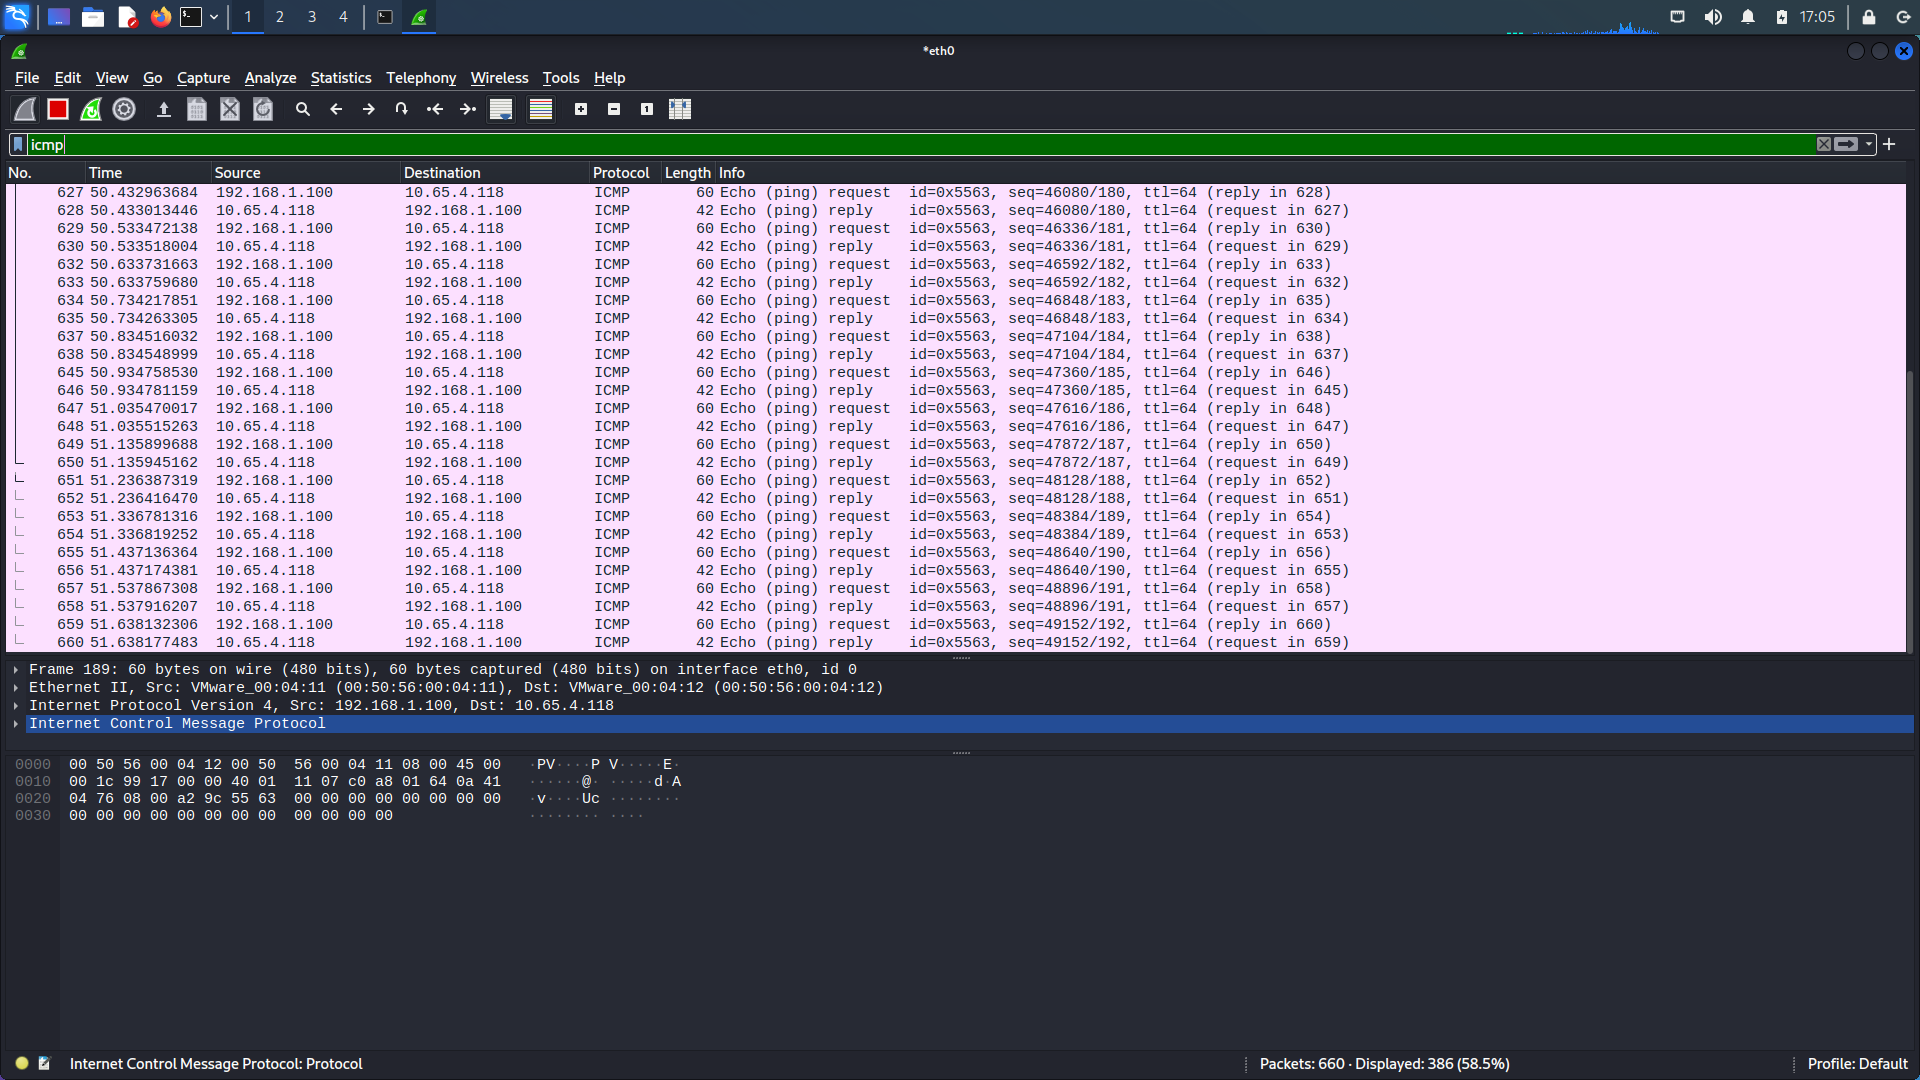 1 2 3 4 17:05
*eth0
File Edit View Go Capture Analyze Statistics Telephony Wireless Tools Help
icmp
No. Time Source Destination Protocol Length Info
627 50.432963684 192.168.1.100 10.65.4.118 ICMP 60 Echo (ping) request id=0x5563, seq=46080/180, ttl=64 (reply in 628)
628 50.433013446 10.65.4.118 192.168.1.100 ICMP 42 Echo (ping) reply id=0x5563, seq=46080/180, ttl=64 (request in 627)
629 50.533472138 192.168.1.100 10.65.4.118 ICMP 60 Echo (ping) request id=0x5563, seq=46336/181, ttl=64 (reply in 630)
630 50.533518004 10.65.4.118 192.168.1.100 ICMP 42 Echo (ping) reply id=0x5563, seq=46336/181, ttl=64 (request in 629)
632 50.633731663 192.168.1.100 10.65.4.118 ICMP 60 Echo (ping) request id=0x5563, seq=46592/182, ttl=64 (reply in 633)
633 50.633759680 10.65.4.118 192.168.1.100 ICMP 42 Echo (ping) reply id=0x5563, seq=46592/182, ttl=64 (request in 632)
634 50.734217851 192.168.1.100 10.65.4.118 ICMP 60 Echo (ping) request id=0x5563, seq=46848/183, ttl=64 (reply in 635)
635 50.734263305 10.65.4.118 192.168.1.100 ICMP 42 Echo (ping) reply id=0x5563, seq=46848/183, ttl=64 (request in 634)
637 50.834516032 192.168.1.100 10.65.4.118 ICMP 60 Echo (ping) request id=0x5563, seq=47104/184, ttl=64 (reply in 638)
638 50.834548999 10.65.4.118 192.168.1.100 ICMP 42 Echo (ping) reply id=0x5563, seq=47104/184, ttl=64 (request in 637)
645 50.934758530 192.168.1.100 10.65.4.118 ICMP 60 Echo (ping) request id=0x5563, seq=47360/185, ttl=64 (reply in 646)
646 50.934781159 10.65.4.118 192.168.1.100 ICMP 42 Echo (ping) reply id=0x5563, seq=47360/185, ttl=64 (request in 645)
647 51.035470017 192.168.1.100 10.65.4.118 ICMP 60 Echo (ping) request id=0x5563, seq=47616/186, ttl=64 (reply in 648)
648 51.035515263 10.65.4.118 192.168.1.100 ICMP 42 Echo (ping) reply id=0x5563, seq=47616/186, ttl=64 (request in 647)
649 51.135899688 192.168.1.100 10.65.4.118 ICMP 60 Echo (ping) request id=0x5563, seq=47872/187, ttl=64 (reply in 650)
650 51.135945162 10.65.4.118 192.168.1.100 ICMP 42 Echo (ping) reply id=0x5563, seq=47872/187, ttl=64 (request in 649)
651 51.236387319 192.168.1.100 10.65.4.118 ICMP 60 Echo (ping) request id=0x5563, seq=48128/188, ttl=64 (reply in 652)
652 51.236416470 10.65.4.118 192.168.1.100 ICMP 42 Echo (ping) reply id=0x5563, seq=48128/188, ttl=64 (request in 651)
653 51.336781316 192.168.1.100 10.65.4.118 ICMP 60 Echo (ping) request id=0x5563, seq=48384/189, ttl=64 (reply in 654)
654 51.336819252 10.65.4.118 192.168.1.100 ICMP 42 Echo (ping) reply id=0x5563, seq=48384/189, ttl=64 (request in 653)
655 51.437136364 192.168.1.100 10.65.4.118 ICMP 60 Echo (ping) request id=0x5563, seq=48640/190, ttl=64 (reply in 656)
656 51.437174381 10.65.4.118 192.168.1.100 ICMP 42 Echo (ping) reply id=0x5563, seq=48640/190, ttl=64 (request in 655)
657 51.537867308 192.168.1.100 10.65.4.118 ICMP 60 Echo (ping) request id=0x5563, seq=48896/191, ttl=64 (reply in 658)
658 51.537916207 10.65.4.118 192.168.1.100 ICMP 42 Echo (ping) reply id=0x5563, seq=48896/191, ttl=64 (request in 657)
659 51.638132306 192.168.1.100 10.65.4.118 ICMP 60 Echo (ping) request id=0x5563, seq=49152/192, ttl=64 (reply in 660)
660 51.638177483 10.65.4.118 192.168.1.100 ICMP 42 Echo (ping) reply id=0x5563, seq=49152/192, ttl=64 (request in 659)
Frame 189: 60 bytes on wire (480 bits), 60 bytes captured (480 bits) on interface eth0, id 0
Ethernet II, Src: VMware_00:04:11 (00:50:56:00:04:11), Dst: VMware_00:04:12 (00:50:56:00:04:12)
Internet Protocol Version 4, Src: 192.168.1.100, Dst: 10.65.4.118
Internet Control Message Protocol
0000 00 50 56 00 04 12 00 50 56 00 04 11 08 00 45 00 ·PV····P V·····E·
0010 00 1c 99 17 00 00 40 01 11 07 c0 a8 01 64 0a 41 ······@· ·····d·A
0020 04 76 08 00 a2 9c 55 63 00 00 00 00 00 00 00 00 ·v····Uc ········
0030 00 00 00 00 00 00 00 00 00 00 00 00 ········ ····
Internet Control Message Protocol: Protocol Packets: 660 · Displayed: 386 (58.5%) Profile: Default